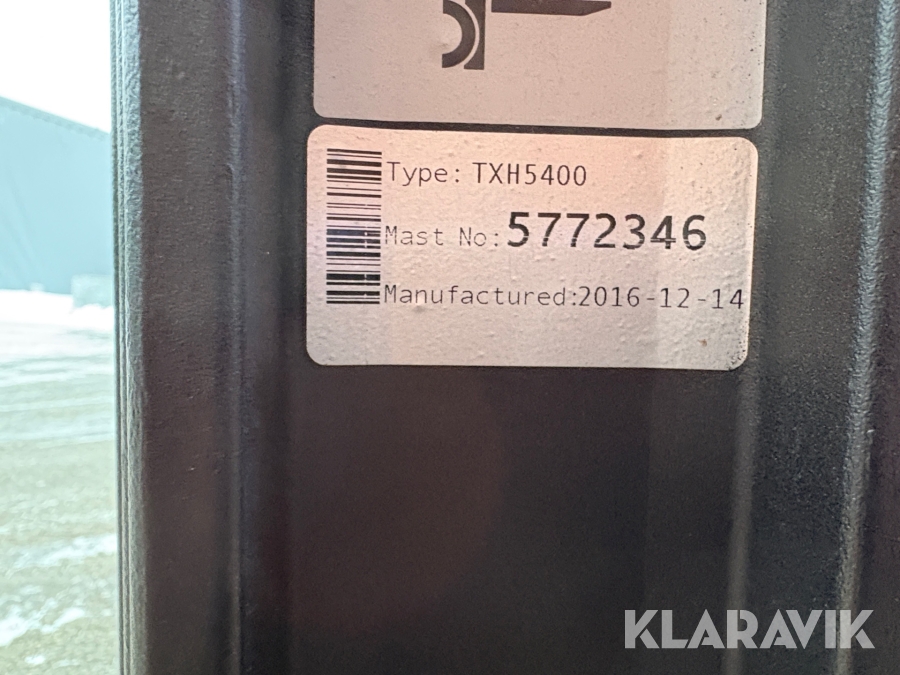 Type: TXH5400
Mast No: 5772346
Manufactured:2016-12-14
KLARAVIK